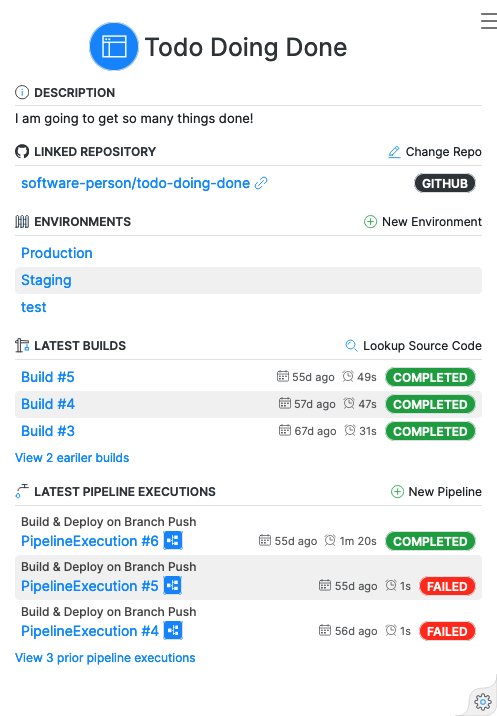 Todo Doing Done
DESCRIPTION
I am going to get so many things done!
LINKED REPOSITORY Change Repo
software-person/todo-doing-done GITHUB
ENVIRONMENTS New Environment
Production
Staging
test
LATEST BUILDS Lookup Source Code
Build #5 55d ago 49s COMPLETED
Build #4 57d ago 47s COMPLETED
Build #3 67d ago 31s COMPLETED
View 2 eariler builds
LATEST PIPELINE EXECUTIONS New Pipeline
Build & Deploy on Branch Push
PipelineExecution #6 55d ago 1m 20s COMPLETED
Build & Deploy on Branch Push
PipelineExecution #5 55d ago 1s FAILED
Build & Deploy on Branch Push
PipelineExecution #4 56d ago 1s FAILED
View 3 prior pipeline executions